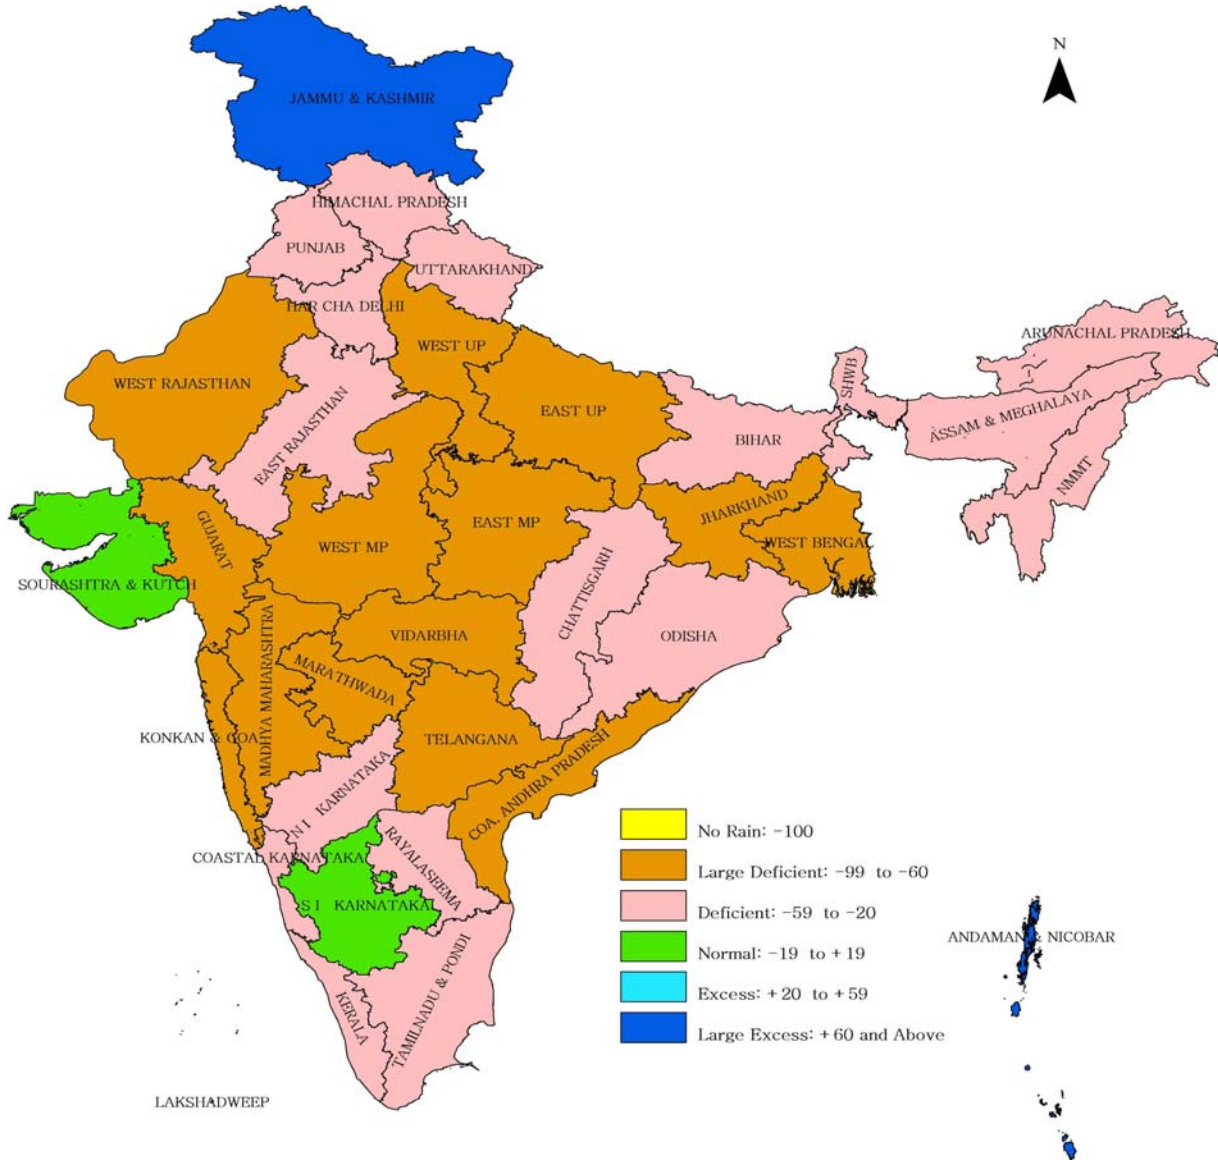 N
JAMMU & KASHMIR
HIMACHAL PRADESH
PUNJAB
UTTARAKHAND
HAR CHA DELHI
ARUNACHAL PRADESH
WEST UP
WEST RAJASTHAN
SHWB
EAST UP
ASSAM & MEGHALAYA
EAST RAJASTHAN
BIHAR
NMMT
JHARKHAND
GUJARAT
EAST MP
WEST MP
WEST BENGAL
SOURASHTRA & KUTCH
CHATTISGARH
VIDARBHA
ODISHA
MADHYA MAHARASHTRA
MARATHWADA
KONKAN & GOA
TELANGANA
COA. ANDHRA PRADESH
N I KARNATAKA
COASTAL KARNATAKA
RAYALASEEMA
S I KARNATAKA
KERALA
TAMILNADU & PONDI
ANDAMAN & NICOBAR
LAKSHADWEEP
No Rain: -100
Large Deficient: -99 to -60
Deficient: -59 to -20
Normal: -19 to +19
Excess: +20 to +59
Large Excess: +60 and Above